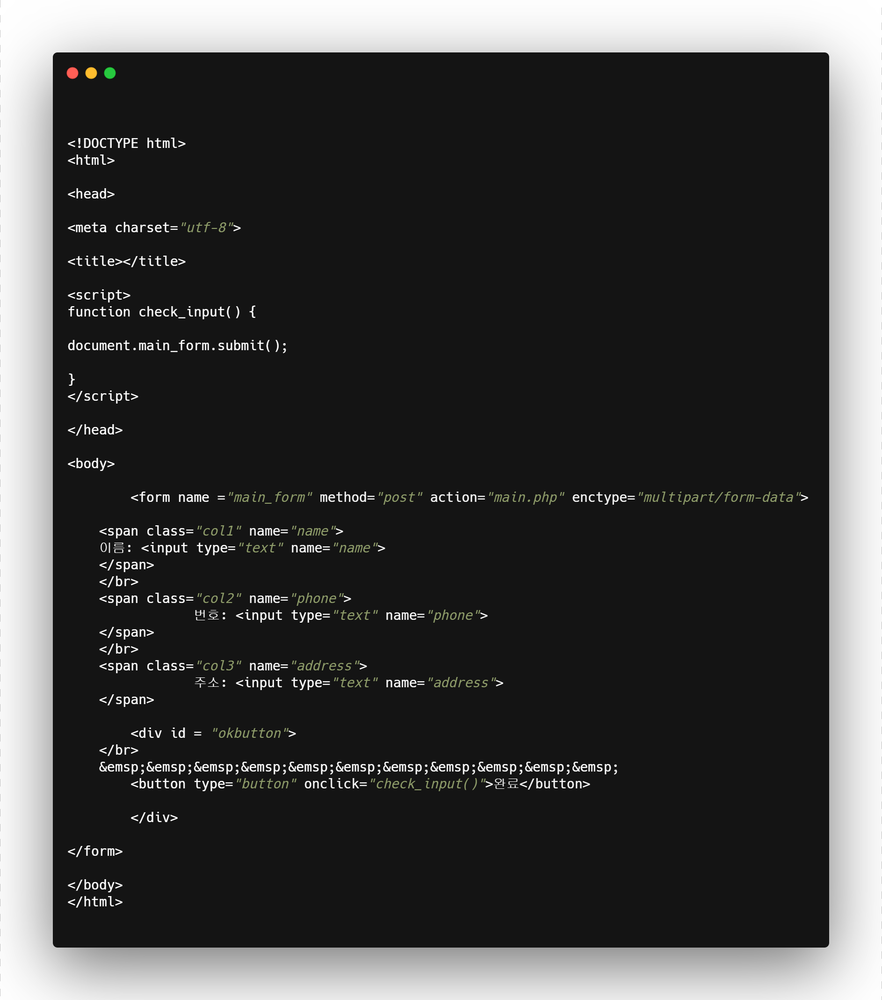 <!DOCTYPE html>
<html>
<head>
<meta charset="utf-8">
<title></title>
<script>
function check_input() {
document.main_form.submit();
}
</script>
</head>
<body>
<form name ="main_form" method="post" action="main.php" enctype="multipart/form-data">
<span class="col1" name="name">
이름: <input type="text" name="name">
</span>
</br>
<span class="col2" name="phone">
번호: <input type="text" name="phone">
</span>
</br>
<span class="col3" name="address">
주소: <input type="text" name="address">
</span>
<div id = "okbutton">
</br>
&emsp;&emsp;&emsp;&emsp;&emsp;&emsp;&emsp;&emsp;&emsp;&emsp;&emsp;
<button type="button" onclick="check_input()">완료</button>
</div>
</form>
</body>
</html>